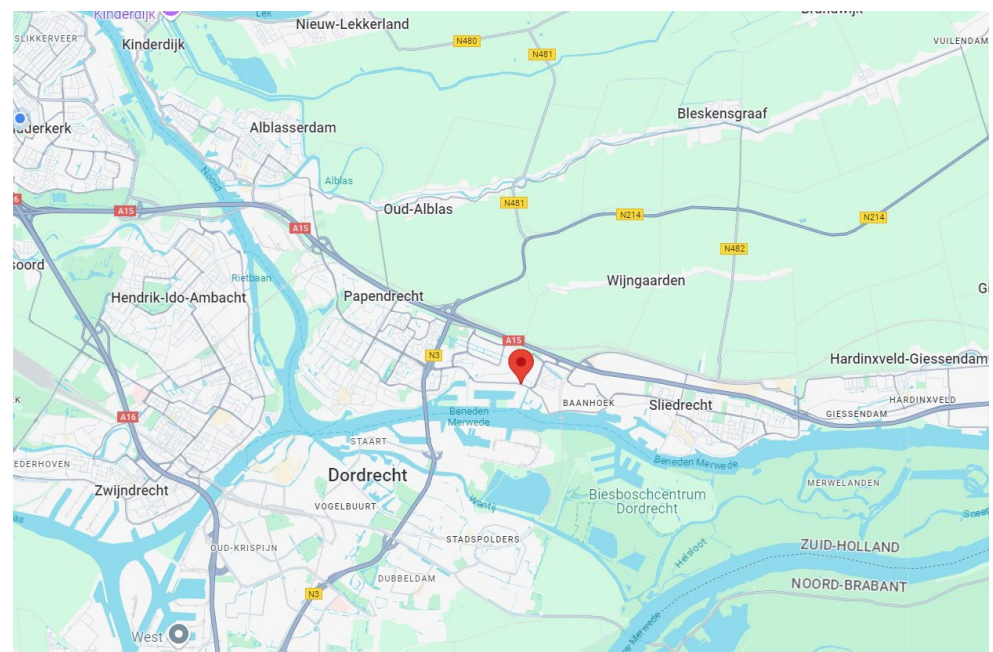 Kinderdijk
Lek
Nieuw-Lekkerland
SLIKKERVEER
Kinderdijk
N480
N481
VUILENDAM
Bleskensgraaf
Alblasserdam
Noord
Alblas
A15
Oud-Alblas
N481
N214
N214
A15
N482
Rietbaan
Wijngaarden
Hendrik-Ido-Ambacht
Papendrecht
A15
N3
Hardinxveld-Giessendam
HARDINXVELD
GIESSENDAM
BAANHOEK
Sliedrecht
A16
Beneden
Merwede
STAART
Beneden Merwede
Dordrecht
Zwijndrecht
VOGELBUURT
Wantij
Biesboschcentrum
Dordrecht
MERWELANDEN
STADSPOLDERS
OUD-KRISPIJN
Helsloot
ZUID-HOLLAND
NOORD-BRABANT
DUBBELDAM
N3
West
Merwede